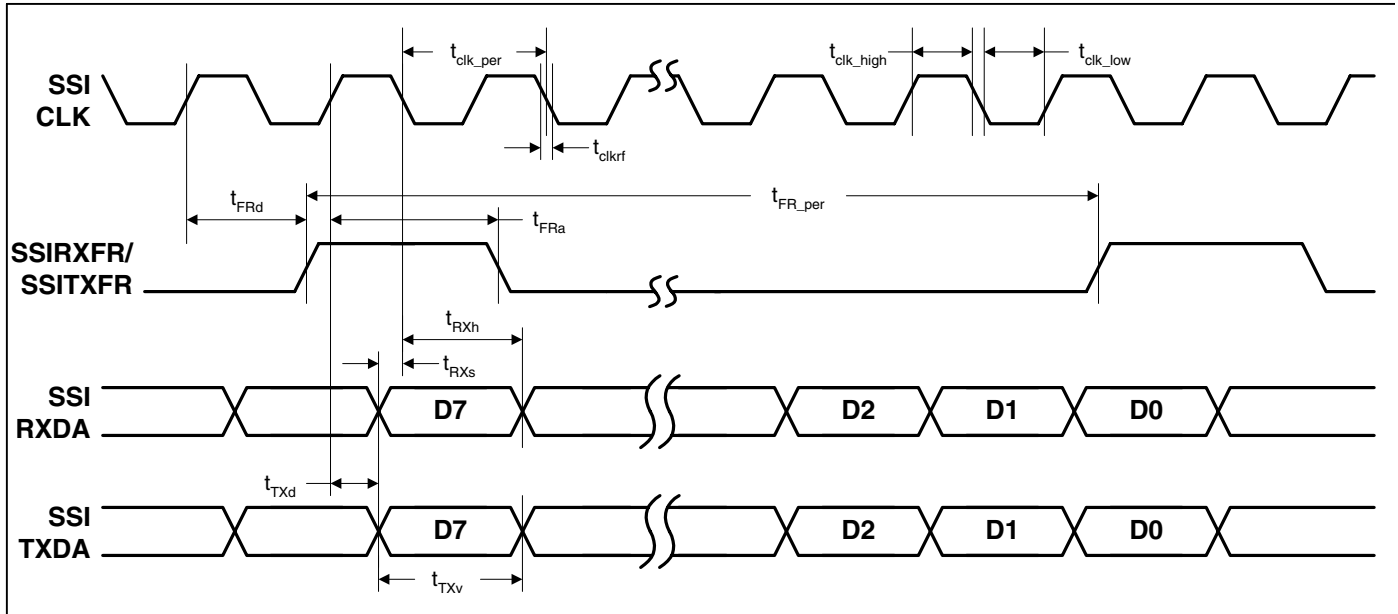 t_clk_per
t_clk_high
t_clk_low
SSI
CLK
t_clkrf
t_FRd
t_FR_per
t_FRa
SSIRXFR/
SSITXFR
t_RXh
t_RXs
SSI
RXDA
D7 D2 D1 D0
t_TXd
SSI
TXDA
D7 D2 D1 D0
t_TXv